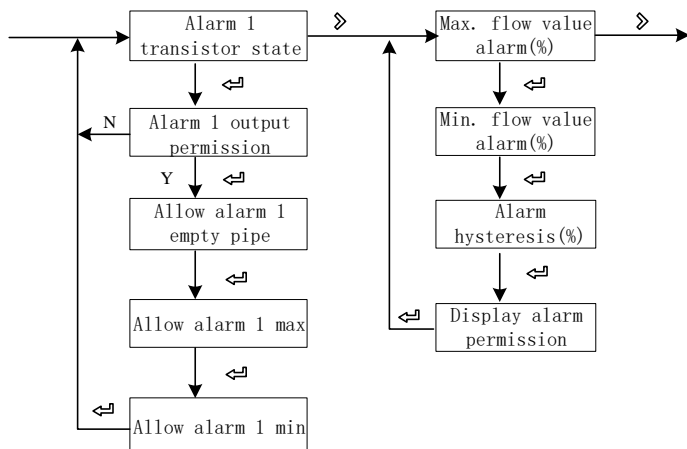 Alarm 1
transistor state
N
Alarm 1 output
permission
Y
Allow alarm 1
empty pipe
Allow alarm 1 max
Allow alarm 1 min
Max. flow value
alarm(%)
Min. flow value
alarm(%)
Alarm
hysteresis(%)
Display alarm
permission